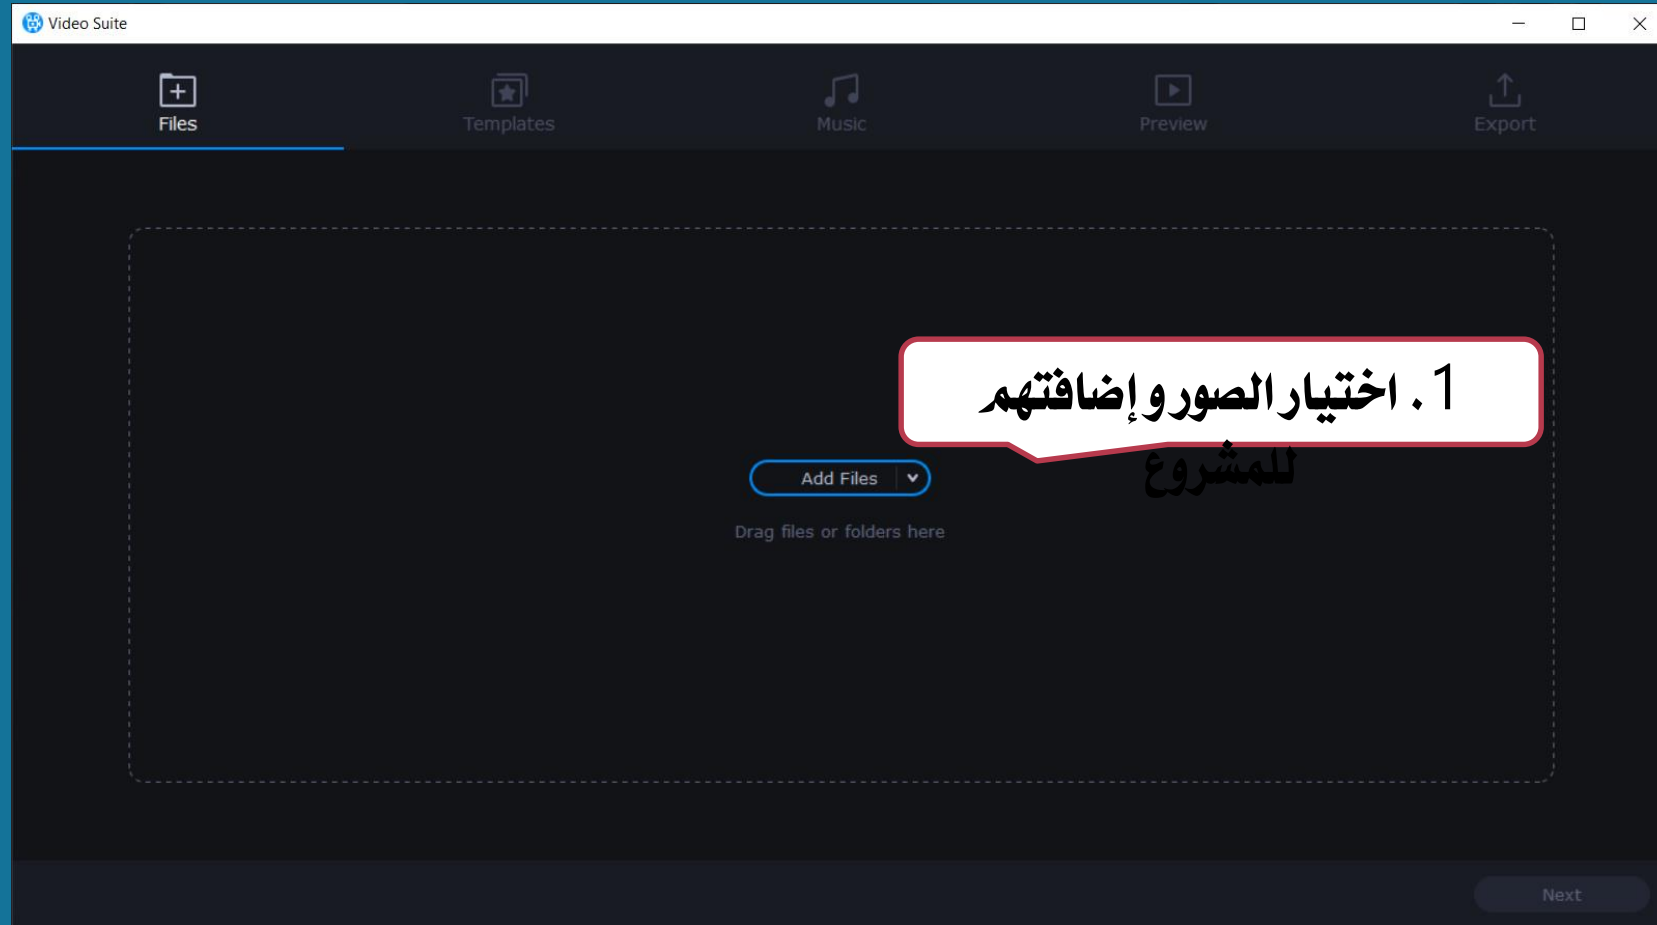 Video Suite
Files
Templates
Music
Preview
Export
1. اختيار الصور و إضافتهم
للمشروع
Add Files
Drag files or folders here
Next